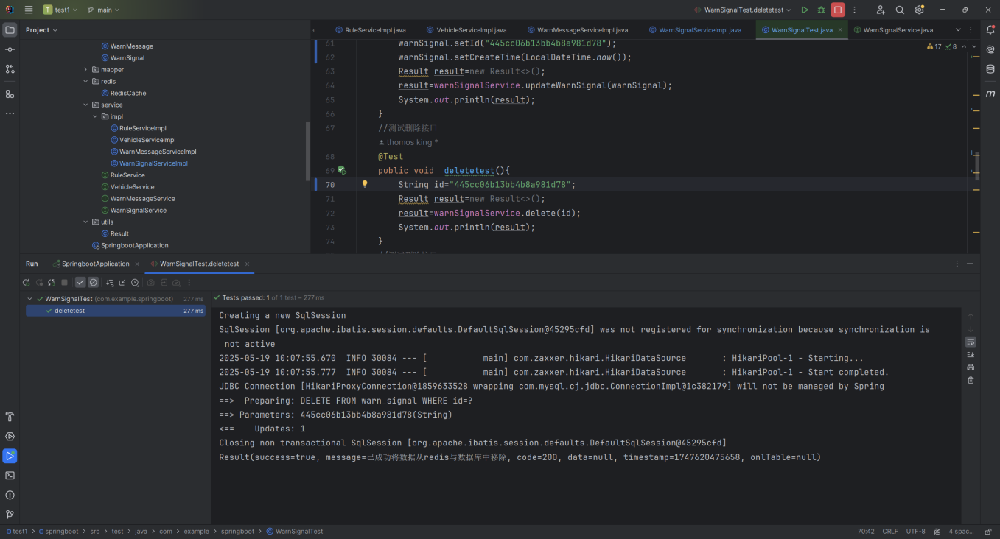 T test1 main WarnSignalTest.deletetest
Project
RuleServiceImpl.java VehicleServiceImpl.java WarnMessageServiceImpl.java WarnSignalServiceImpl.java WarnSignalTest.java WarnSignalService.java
WarnMessage
WarnSignal
mapper
redis
RedisCache
service
impl
RuleServiceImpl
VehicleServiceImpl
WarnMessageServiceImpl
WarnSignalServiceImpl
RuleService
VehicleService
WarnMessageService
WarnSignalService
utils
Result
SpringbootApplication
17 8
61 warnSignal.setId("445cc06b13bb4b8a981d78");
62 warnSignal.setCreateTime(LocalDateTime.now());
63 Result result=new Result<>();
64 result=warnSignalService.updateWarnSignal(warnSignal);
65 System.out.println(result);
66 }
67 //测试删除接口
thomos king *
68 @Test
69 public void deletetest(){
70 String id="445cc06b13bb4b8a981d78";
71 Result result=new Result<>();
72 result=warnSignalService.delete(id);
73 System.out.println(result);
74 }
Run SpringbootApplication WarnSignalTest.deletetest
WarnSignalTest (com.example.springboot) 277 ms
deletetest 277 ms
Tests passed: 1 of 1 test – 277 ms
Creating a new SqlSession
SqlSession [org.apache.ibatis.session.defaults.DefaultSqlSession@45295cfd] was not registered for synchronization because synchronization is
not active
2025-05-19 10:07:55.670 INFO 30084 --- [ main] com.zaxxer.hikari.HikariDataSource : HikariPool-1 - Starting...
2025-05-19 10:07:55.777 INFO 30084 --- [ main] com.zaxxer.hikari.HikariDataSource : HikariPool-1 - Start completed.
JDBC Connection [HikariProxyConnection@1859633528 wrapping com.mysql.cj.jdbc.ConnectionImpl@1c382179] will not be managed by Spring
==> Preparing: DELETE FROM warn_signal WHERE id=?
==> Parameters: 445cc06b13bb4b8a981d78(String)
<== Updates: 1
Closing non transactional SqlSession [org.apache.ibatis.session.defaults.DefaultSqlSession@45295cfd]
Result(success=true, message=已成功将数据从redis与数据库中移除, code=200, data=null, timestamp=1747620475658, onlTable=null)
test1 > springboot > src > test > java > com > example > springboot > WarnSignalTest
70:42 CRLF UTF-8 4 spac...